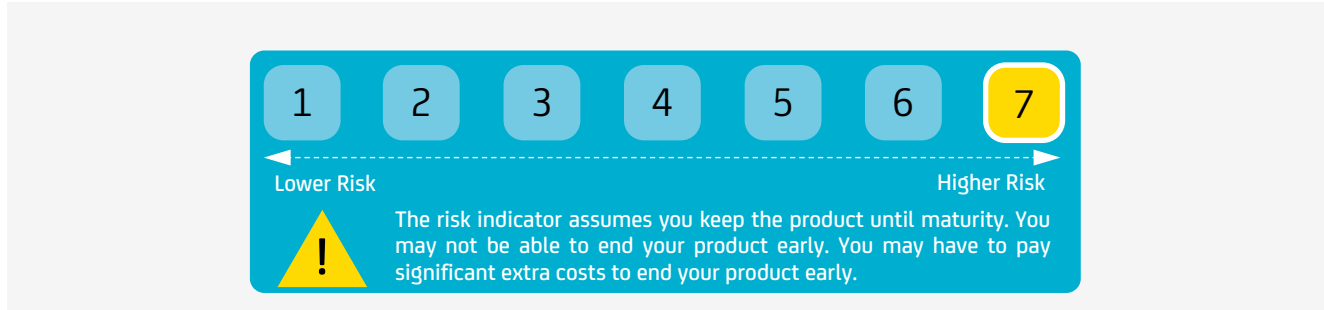 1 2 3 4 5 6 7
Lower Risk Higher Risk
The risk indicator assumes you keep the product until maturity. You
may not be able to end your product early. You may have to pay
! significant extra costs to end your product early.